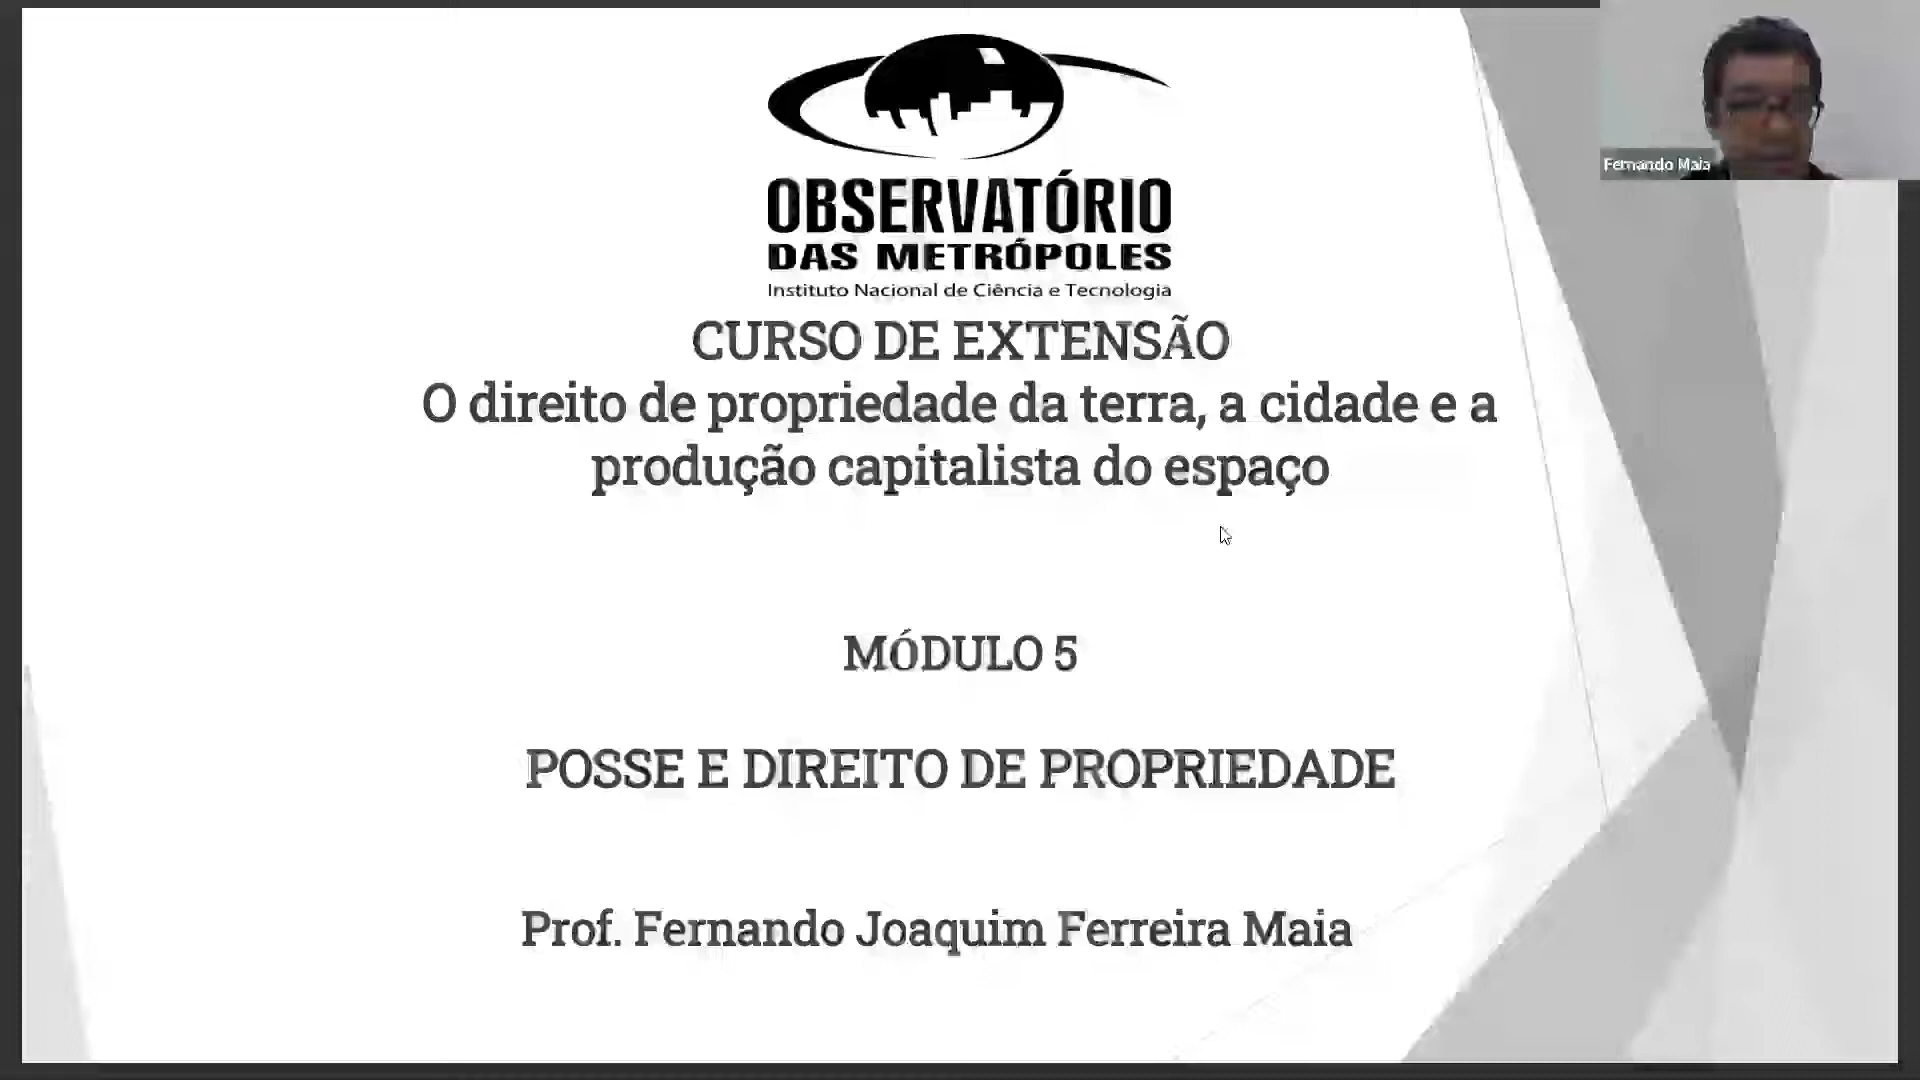 OBSERVATÓRIO
DAS METRÓPOLES
Instituto Nacional de Ciência e Tecnologia
CURSO DE EXTENSÃO
O direito de propriedade da terra, a cidade e a
produção capitalista do espaço
MÓDULO 5
POSSE E DIREITO DE PROPRIEDADE
Prof. Fernando Joaquim Ferreira Maia
Fernando Maia